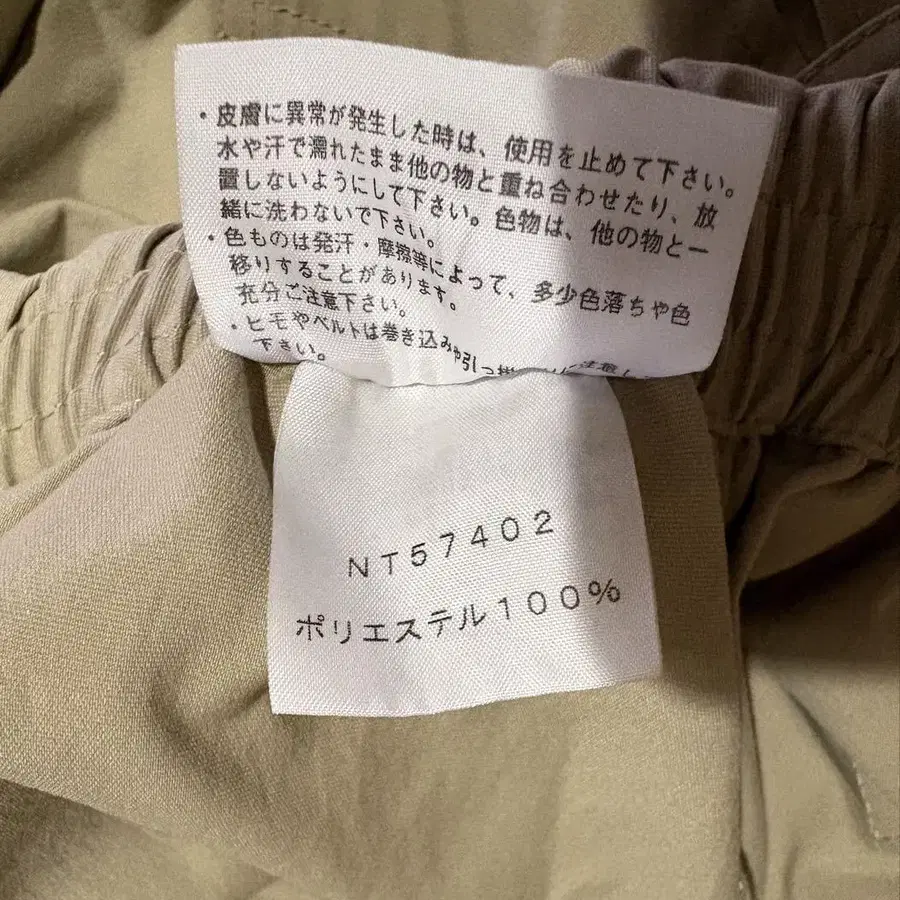 ・皮膚に異常が発生した時は、使用を止めて下さい。
水や汗で濡れたまま他の物と重ね合わせたり、放
置しないようにして下さい。色物は、他の物と一
緒に洗わないで下さい。
・色ものは発汗・摩擦等によって、多少色落ちや色
移りすることがあります。
充分ご注意下さい。
・ヒモやベルトは巻き込みや引っ掛
下さい。
NT57402
ポリエステル100%